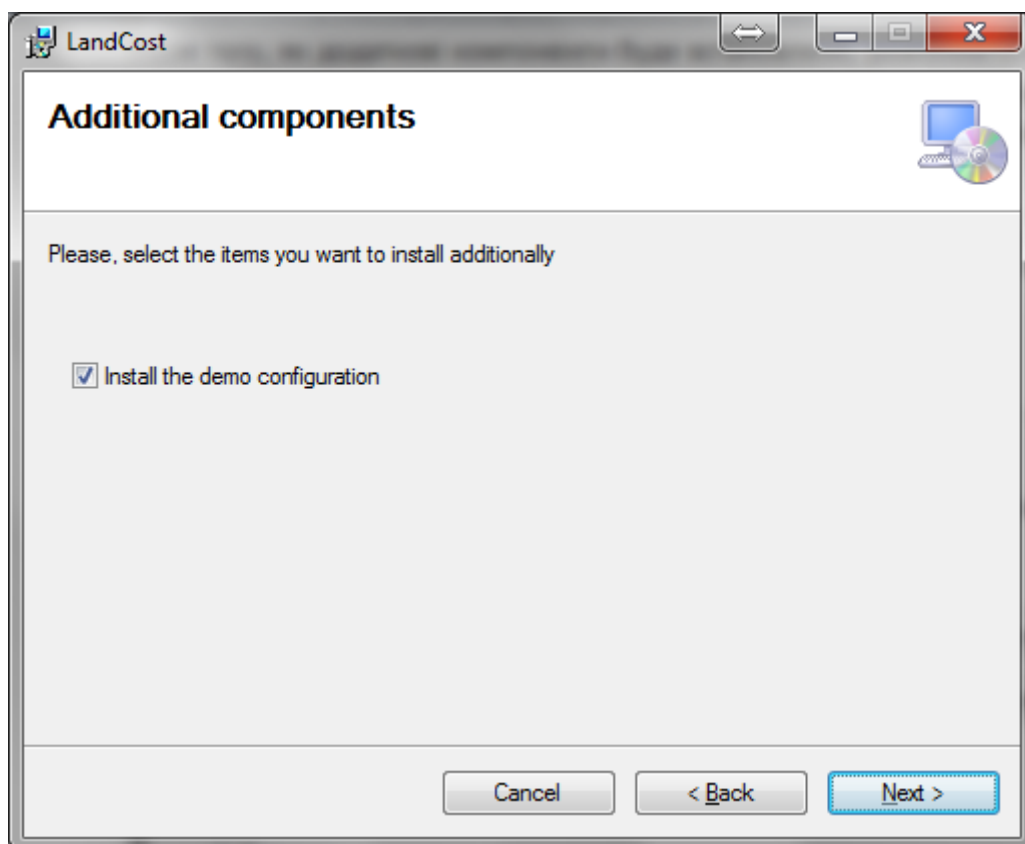 LandCost
Additional components
Please, select the items you want to install additionally
Install the demo configuration
Cancel
< Back
Next >